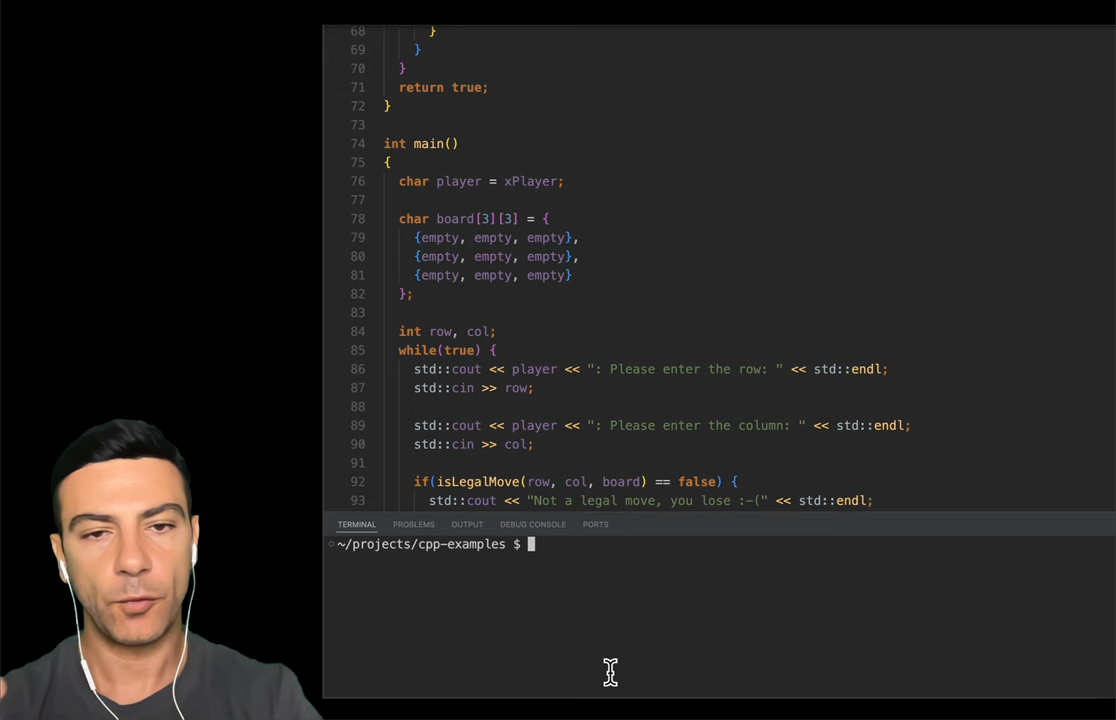 68 }
69 }
70 }
71 return true;
72 }
73
74 int main()
75 {
76 char player = xPlayer;
77
78 char board[3][3] = {
79 {empty, empty, empty},
80 {empty, empty, empty},
81 {empty, empty, empty}
82 };
83
84 int row, col;
85 while(true) {
86 std::cout << player << ": Please enter the row: " << std::endl;
87 std::cin >> row;
88
89 std::cout << player << ": Please enter the column: " << std::endl;
90 std::cin >> col;
91
92 if(isLegalMove(row, col, board) == false) {
93 std::cout << "Not a legal move, you lose :-(" << std::endl;
TERMINAL PROBLEMS OUTPUT DEBUG CONSOLE PORTS
~/projects/cpp-examples $